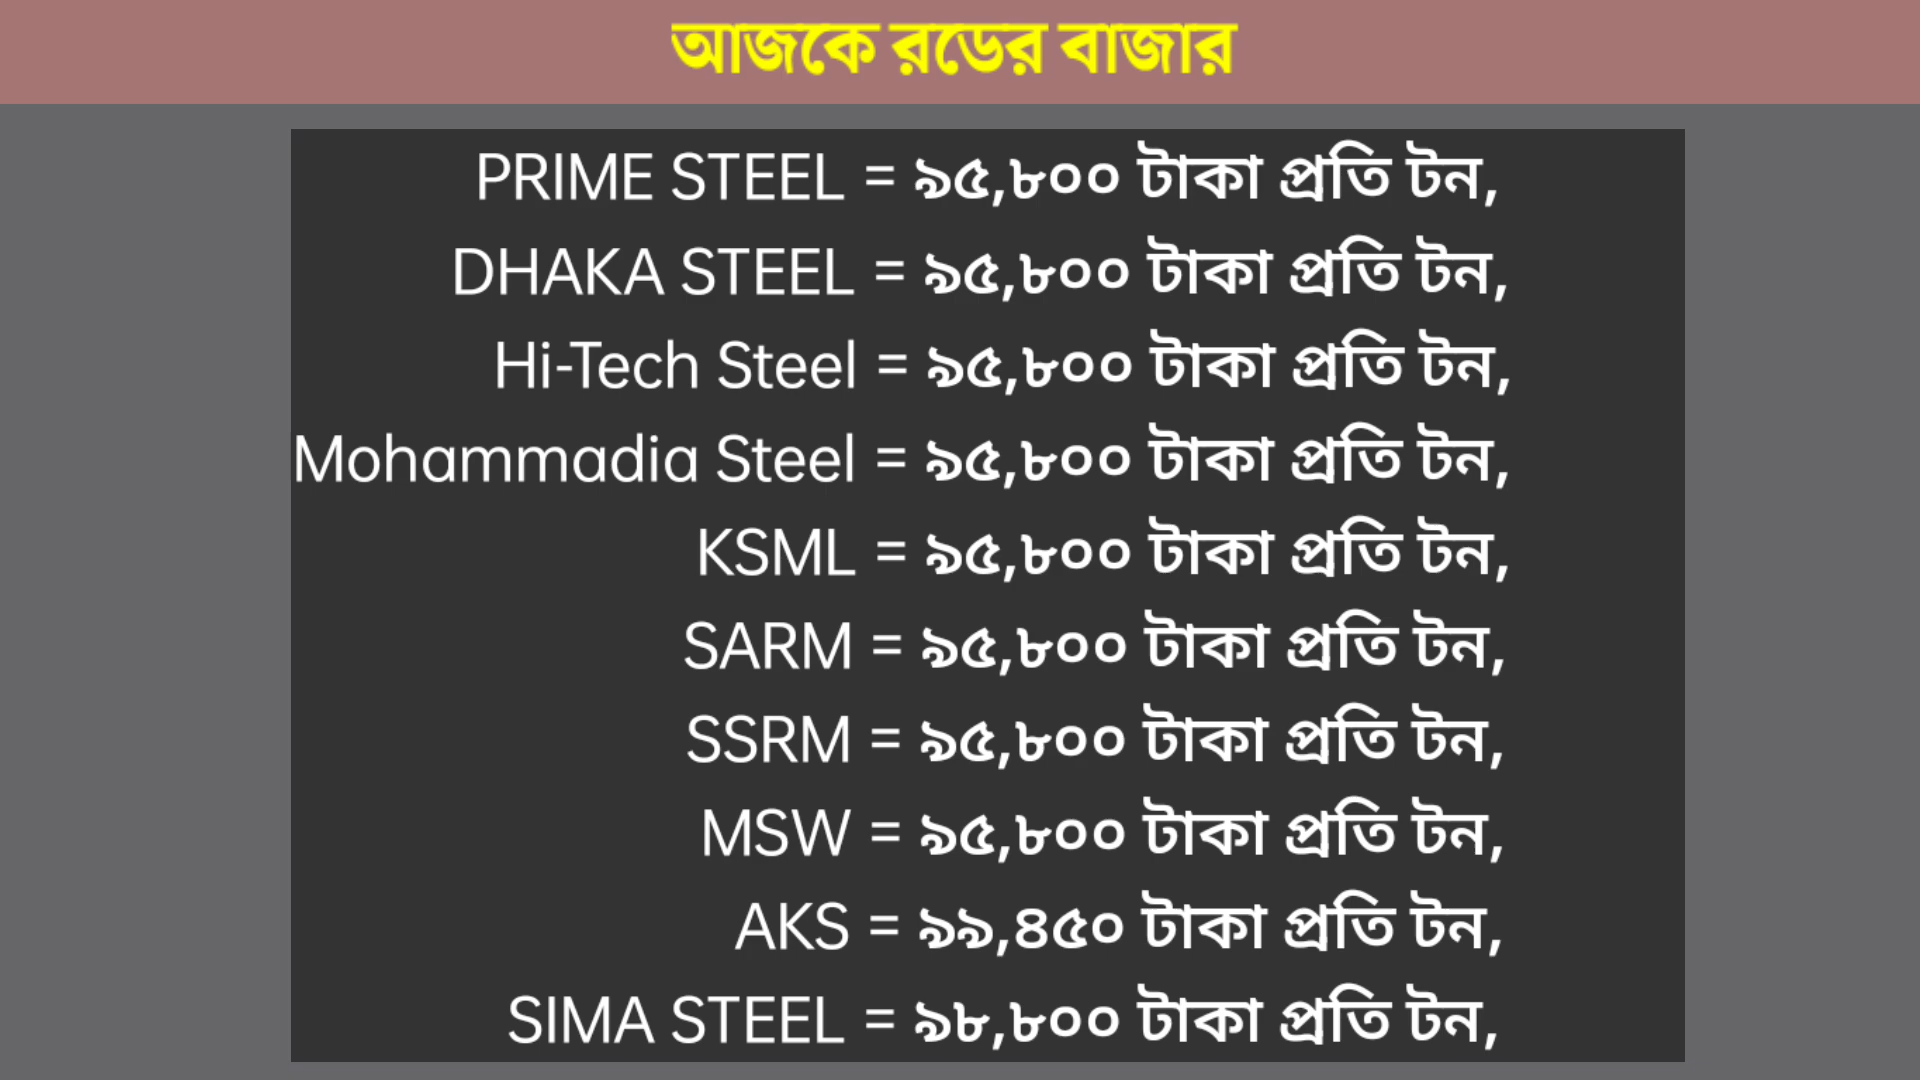 আজকে রডের বাজার
PRIME STEEL = ৯৫,৮০০ টাকা প্রতি টন,
DHAKA STEEL = ৯৫,৮০০ টাকা প্রতি টন,
Hi-Tech Steel = ৯৫,৮০০ টাকা প্রতি টন,
Mohammadia Steel = ৯৫,৮০০ টাকা প্রতি টন,
KSML = ৯৫,৮০০ টাকা প্রতি টন,
SARM = ৯৫,৮০০ টাকা প্রতি টন,
SSRM = ৯৫,৮০০ টাকা প্রতি টন,
MSW = ৯৫,৮০০ টাকা প্রতি টন,
AKS = ৯৯,৪৫০ টাকা প্রতি টন,
SIMA STEEL = ৯৮,৮০০ টাকা প্রতি টন,